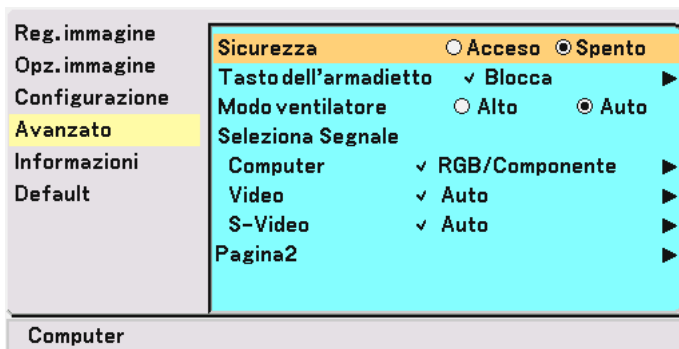 Reg.immagine
Opz.immagine
Configurazione
Avanzato
Informazioni
Default
Sicurezza Acceso Spento
Tasto dell'armadietto Blocca
Modo ventilatore Alto Auto
Seleziona Segnale
Computer RGB/Componente
Video Auto
S-Video Auto
Pagina2
Computer